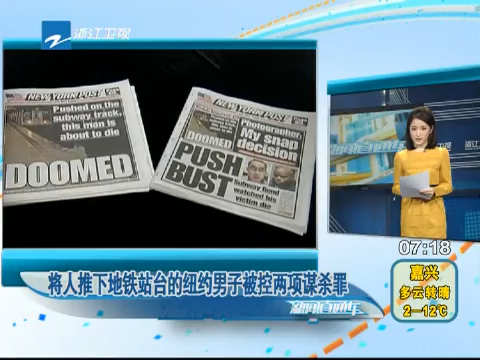 浙江卫视
NEW YORK POST
Pushed on the
subway track,
this man is
about to die
DOOMED
NEW YORK POST
Photographer:
My snap
decision
DOOMED
PUSH
BUST
Subway fiend
watched his
victim die
07:18
嘉兴
多云转晴
2—12℃
将人推下地铁站台的纽约男子被控两项谋杀罪
新闻直通车